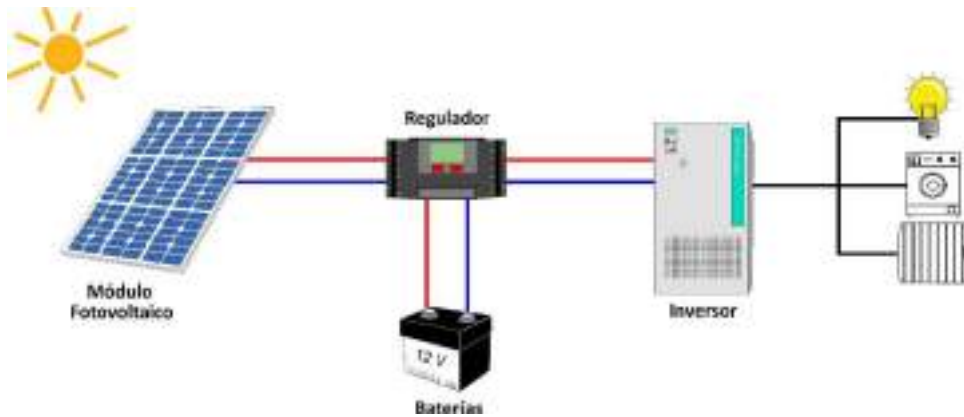 Regulador
Módulo
Fotovoltaico
Inversor
12 V
Baterías